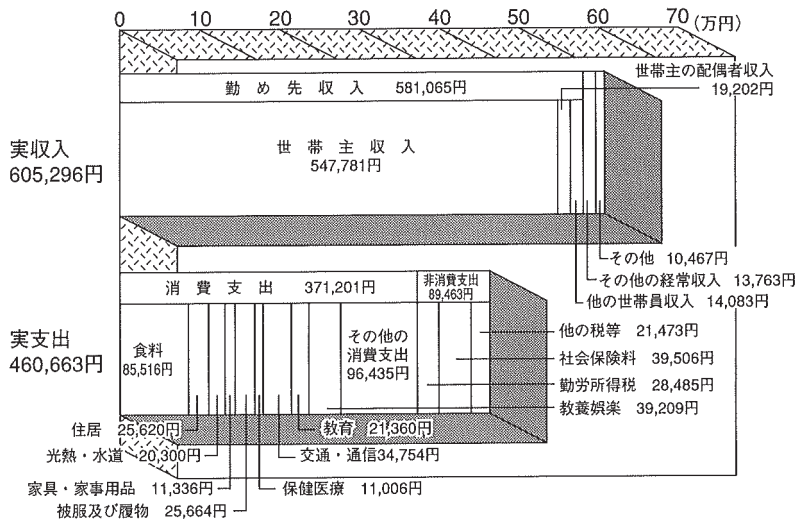 0 10 20 30 40 50 60 70 (万円)
世帯主の配偶者収入
19,202円
勤め先収入 581,065円
実収入
605,296円
世帯主収入
547,781円
その他 10,467円
その他の経常収入 13,763円
他の世帯員収入 14,083円
消費支出 371,201円
非消費支出
89,463円
実支出
460,663円
食料
85,516円
その他の
消費支出
96,435円
他の税等 21,473円
社会保険料 39,506円
勤労所得税 28,485円
教養娯楽 39,209円
住居 25,620円
教育 21,360円
光熱・水道 20,300円
交通・通信34,754円
家具・家事用品 11,336円
保健医療 11,006円
被服及び履物 25,664円